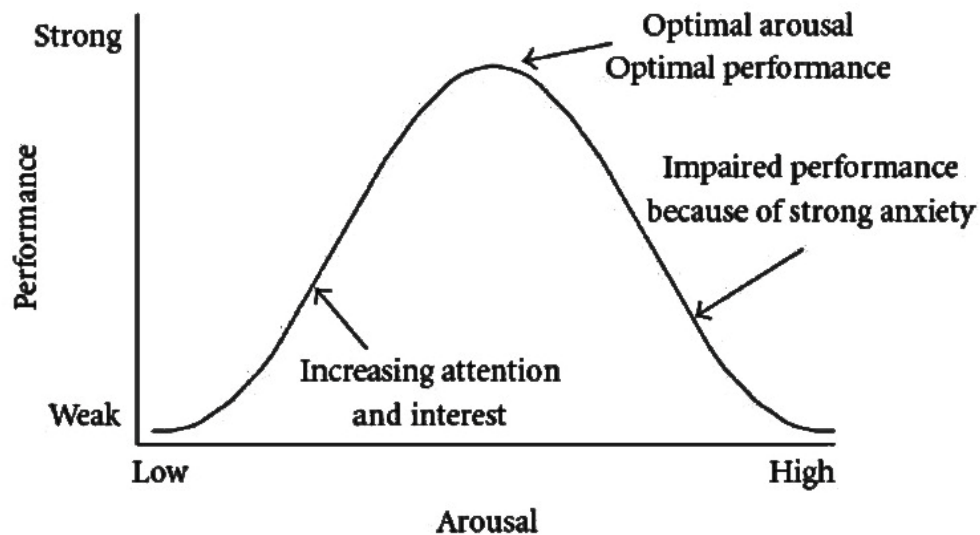 Strong
Optimal arousal
Optimal performance
Impaired performance
because of strong anxiety
Performance
Increasing attention
and interest
Weak
Low
High
Arousal